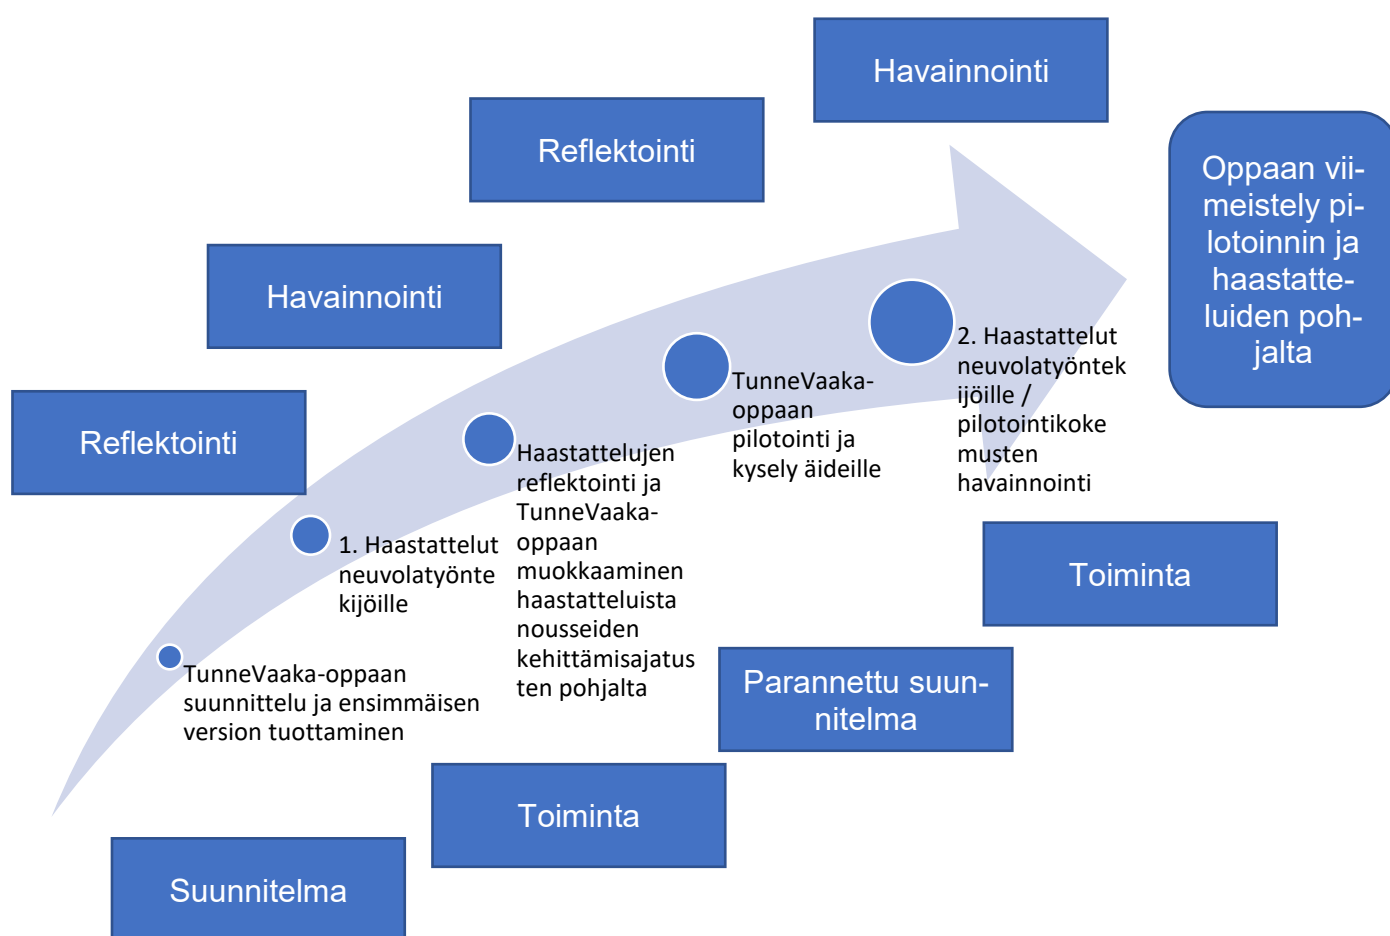 Havainnointi
Reflektointi
Oppaan vii-
meistely pi-
lotoinnin ja
haastatte-
luiden poh-
jalta
Havainnointi
Reflektointi
2. Haastattelut
neuvolatyöntek
ijöille /
pilotointikoke
musten
havainnointi
TunneVaaka-
oppaan
pilotointi ja
kysely äideille
Haastattelujen
reflektointi ja
TunneVaaka-
oppaan
muokkaaminen
haastatteluista
nousseiden
kehittämisajatus
ten pohjalta
1. Haastattelut
neuvolatyönte
kijöille
TunneVaaka-oppaan
suunnittelu ja ensimmäisen
version tuottaminen
Toiminta
Parannettu suun-
nitelma
Toiminta
Suunnitelma